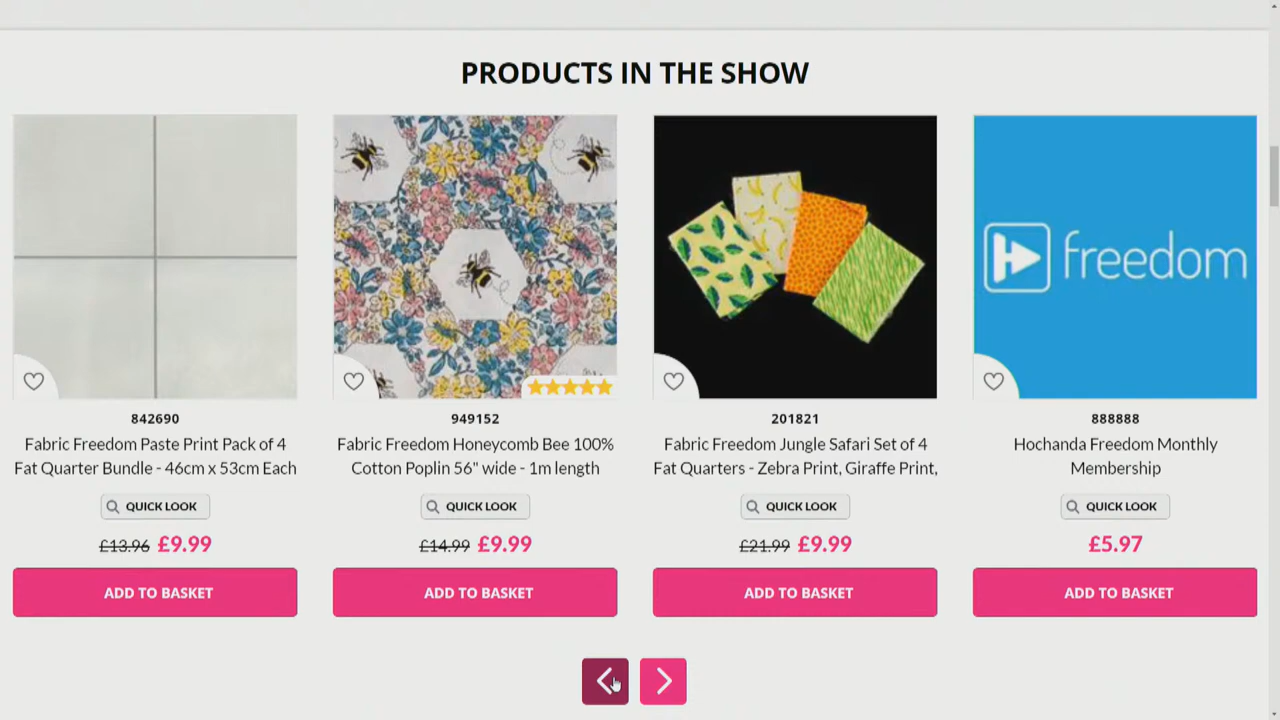 PRODUCTS IN THE SHOW
freedom
842690
Fabric Freedom Paste Print Pack of 4
Fat Quarter Bundle - 46cm x 53cm Each
QUICK LOOK
£13.96 £9.99
ADD TO BASKET
949152
Fabric Freedom Honeycomb Bee 100%
Cotton Poplin 56" wide - 1m length
QUICK LOOK
£14.99 £9.99
ADD TO BASKET
201821
Fabric Freedom Jungle Safari Set of 4
Fat Quarters - Zebra Print, Giraffe Print,
QUICK LOOK
£21.99 £9.99
ADD TO BASKET
888888
Hochanda Freedom Monthly
Membership
QUICK LOOK
£5.97
ADD TO BASKET